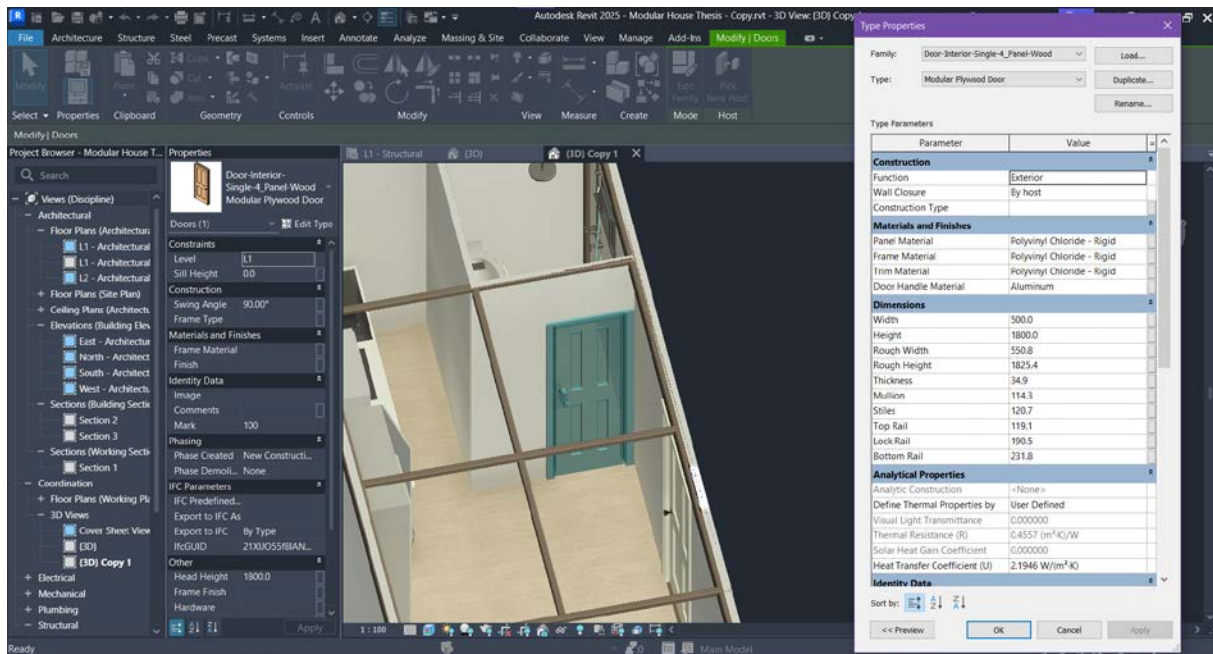 Autodesk Revit 2025 - Modular House Thesis - Copy.rvt - 3D View: {3D} Copy
File Architecture Structure Steel Precast Systems Insert Annotate Analyze Massing & Site Collaborate View Manage Add-Ins Modify | Doors
Modify
Paste
Cope
Cut
Join
Activate
Edit Family
Pick New Host
Select Properties Clipboard Geometry Controls Modify View Measure Create Mode Host
Modify | Doors
Project Browser - Modular House T...
Search
Views (Discipline)
Architectural
Floor Plans (Architectura
L1 - Architectural
L1 - Architectural
L2 - Architectural
Floor Plans (Site Plan)
Ceiling Plans (Architectu
Elevations (Building Elev
East - Architectur
North - Architect
South - Architect
West - Architectu
Sections (Building Sectio
Section 2
Section 3
Sections (Working Secti
Section 1
Coordination
Floor Plans (Working Pla
3D Views
Cover Sheet View
{3D}
{3D} Copy 1
Electrical
Mechanical
Plumbing
Structural
Properties
Door-Interior-
Single-4_Panel-Wood
Modular Plywood Door
Doors (1) Edit Type
Constraints
Level L1
Sill Height 0.0
Construction
Swing Angle 90.00°
Frame Type
Materials and Finishes
Frame Material
Finish
Identity Data
Image
Comments
Mark 100
Phasing
Phase Created New Constructi...
Phase Demoli... None
IFC Parameters
IFC Predefined...
Export to IFC As
Export to IFC By Type
IfcGUID
Other
Head Height 1800.0
Frame Finish
Hardware
Apply
L1 - Structural {3D} {3D} Copy 1 X
1 : 100
Main Model
Ready
Type Properties
Family: Door-Interior-Single-4_Panel-Wood Load...
Type: Modular Plywood Door Duplicate...
Rename...
Type Parameters
Parameter Value =
Construction
Function Exterior
Wall Closure By host
Construction Type
Materials and Finishes
Panel Material Polyvinyl Chloride - Rigid
Frame Material Polyvinyl Chloride - Rigid
Trim Material Polyvinyl Chloride - Rigid
Door Handle Material Aluminum
Dimensions
Width 500.0
Height 1800.0
Rough Width 550.8
Rough Height 1825.4
Thickness 34.9
Mullion 114.3
Stiles 120.7
Top Rail 119.1
Lock Rail 190.5
Bottom Rail 231.8
Analytical Properties
Analytic Construction <None>
Define Thermal Properties by User Defined
Visual Light Transmittance 0.000000
Thermal Resistance (R) 0.4557 (m²·K)/W
Solar Heat Gain Coefficient 0.000000
Heat Transfer Coefficient (U) 2.1946 W/(m²·K)
Identity Data
Sort by:
<< Preview OK Cancel Apply